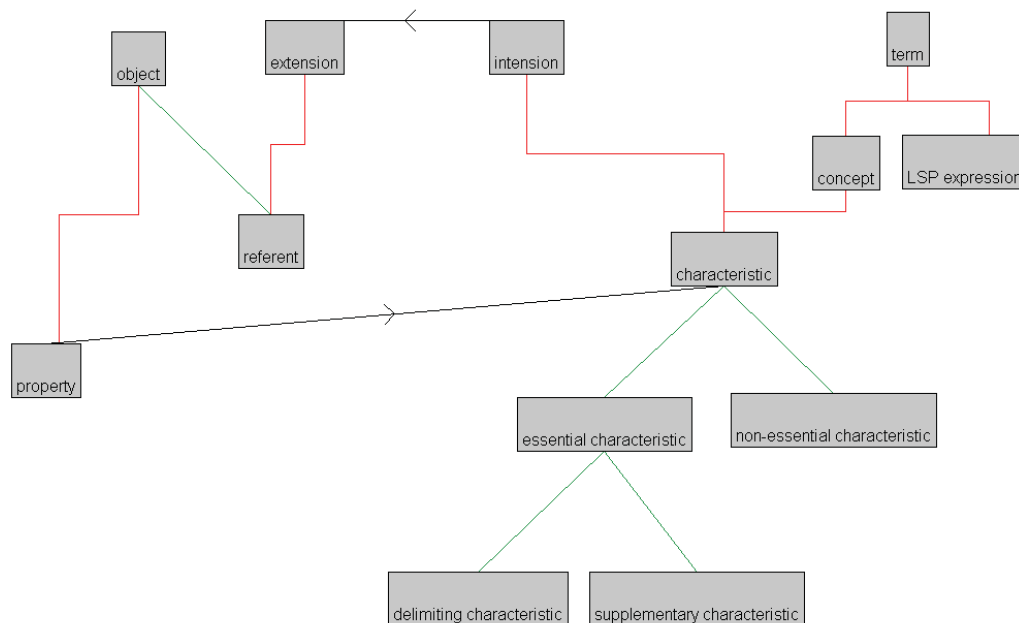 object
extension
intension
term
concept
LSP expression
referent
characteristic
property
essential characteristic
non-essential characteristic
delimiting characteristic
supplementary characteristic